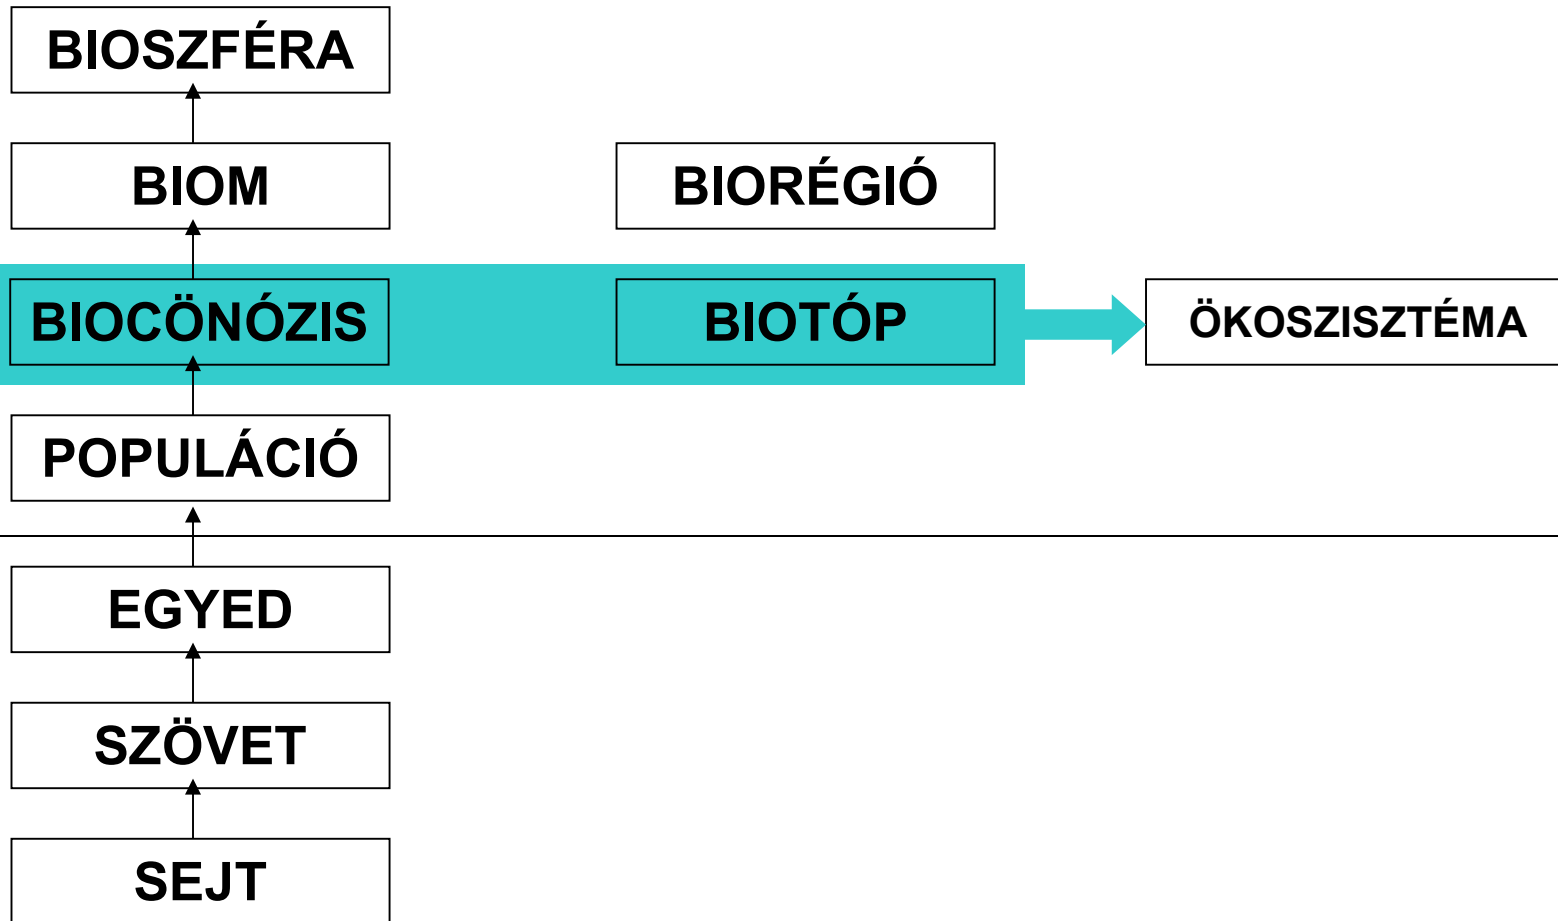 BIOSZFÉRA
BIOM
BIORÉGIÓ
BIOCÖNÓZIS
BIOTÓP
ÖKOSZISZTÉMA
POPULÁCIÓ
EGYED
SZÖVET
SEJT